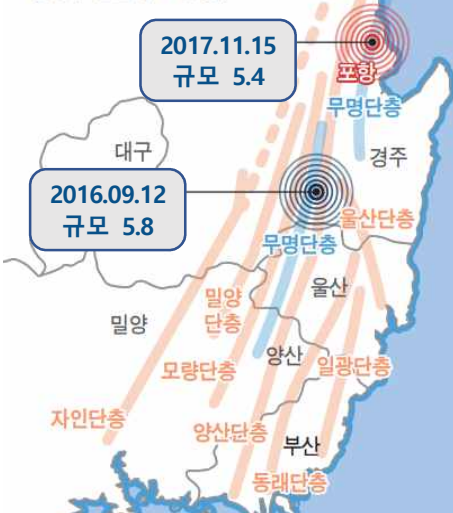 2017.11.15
규모 5.4
포항
무명단층
대구
경주
2016.09.12
규모 5.8
울산단층
무명단층
밀양
단층
울산
밀양
양산
모량단층
일광단층
자인단층
양산단층
부산
동래단층